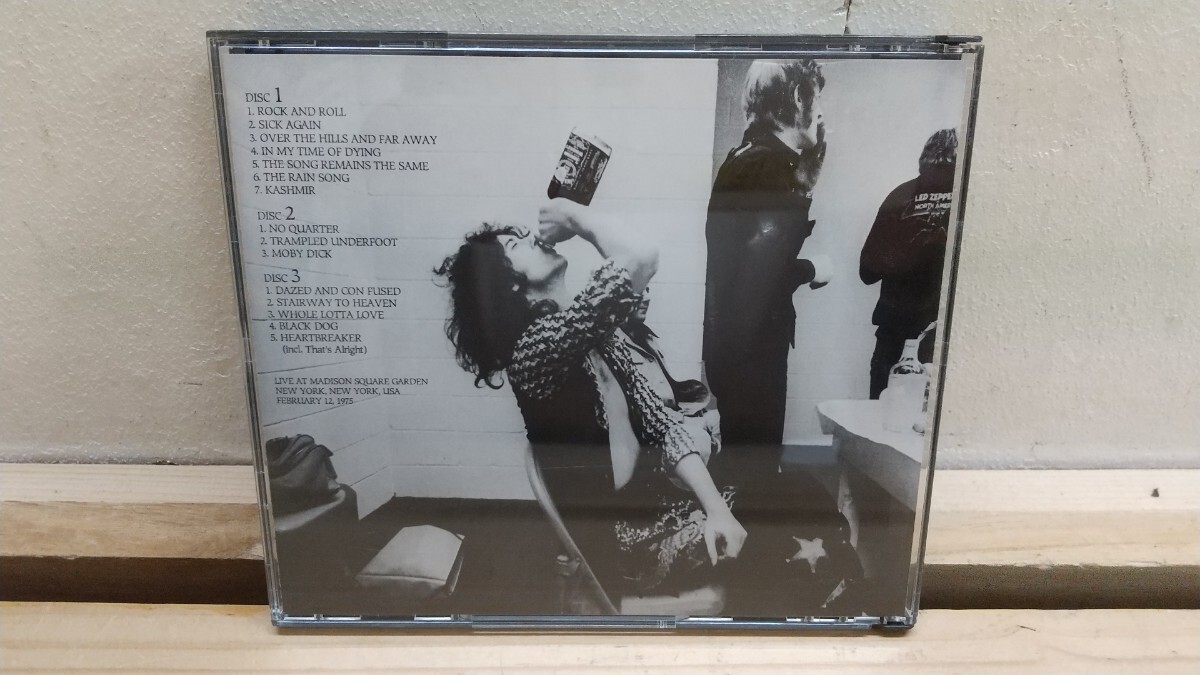 DISC 1
1. ROCK AND ROLL
2. SICK AGAIN
3. OVER THE HILLS AND FAR AWAY
4. IN MY TIME OF DYING
5. THE SONG REMAINS THE SAME
6. THE RAIN SONG
7. KASHMIR
DISC 2
1. NO QUARTER
2. TRAMPLED UNDERFOOT
3. MOBY DICK
DISC 3
1. DAZED AND CON FUSED
2. STAIRWAY TO HEAVEN
3. WHOLE LOTTA LOVE
4. BLACK DOG
5. HEARTBREAKER
(incl. That's Alright)
LIVE AT MADISON SQUARE GARDEN
NEW YORK, NEW YORK, USA
FEBRUARY 12, 1975
LED ZEPPE
NORTH AMER